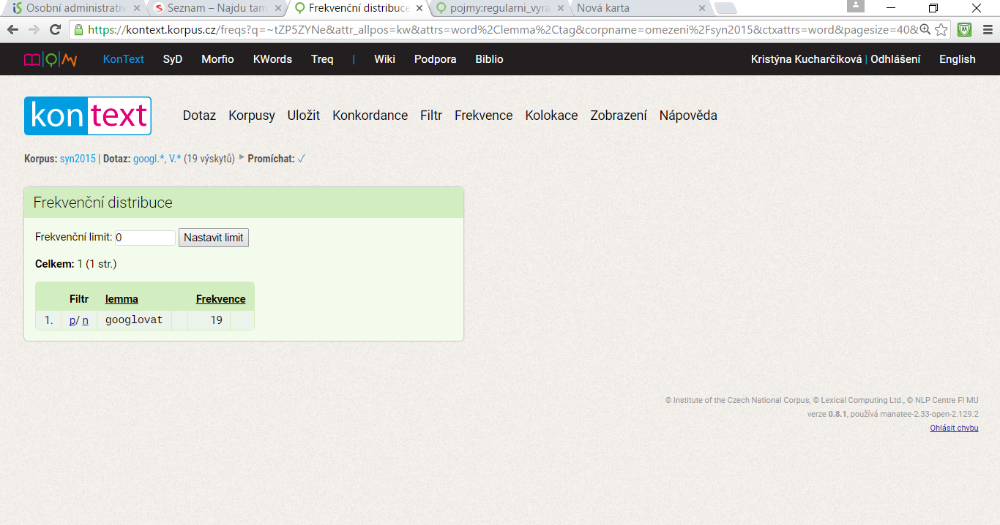 Osobní administrativ
Seznam – Najdu tam
Frekvenční distribuce
pojmy:regularni_vyra
Nová karta
https://kontext.korpus.cz/freqs?q=~tZP5ZYNe&attr_allpos=kw&attrs=word%2Clemma%2Ctag&corpname=omezeni%2Fsyn2015&ctxattrs=word&pagesize=40&
KonText SyD Morfio KWords Treq | Wiki Podpora Biblio Kristýna Kucharčíková | Odhlášení English
kontext
Dotaz Korpusy Uložit Konkordance Filtr Frekvence Kolokace Zobrazení Nápověda
Korpus: syn2015 | Dotaz: googl.*, V.* (19 výskytů) Promíchat: ✓
Frekvenční distribuce
Frekvenční limit: 0 Nastavit limit
Celkem: 1 (1 str.)
Filtr lemma Frekvence
1. p/ n googlovat 19
© Institute of the Czech National Corpus, © Lexical Computing Ltd., © NLP Centre FI MU
verze 0.8.1, používá manatee-2.33-open-2.129.2
Ohlásit chybu